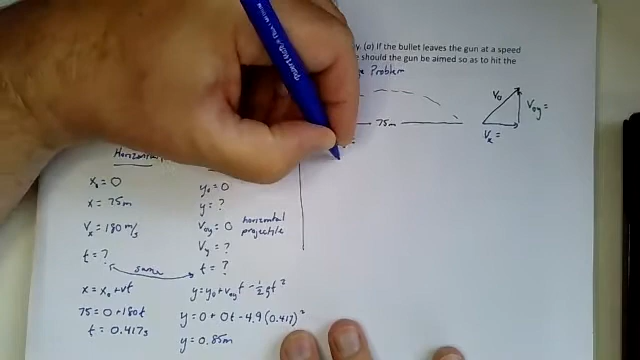 y. (a) If the bullet leaves the gun at a speed
should the gun be aimed so as to hit the
Problem
75m
V₀
V₀y =
Vₓ =
Horizontal
x₀ = 0
x = 75m
Vₓ = 180 m/s
t = ?
same
x = x₀ + vt
75 = 0 + 180t
t = 0.417s
y₀ = 0
y = ?
V₀y = 0 horizontal projectile
Vy = ?
t = ?
y = y₀ + v₀yt - ½gt²
y = 0 + 0t - 4.9(0.417)²
y = 0.85m